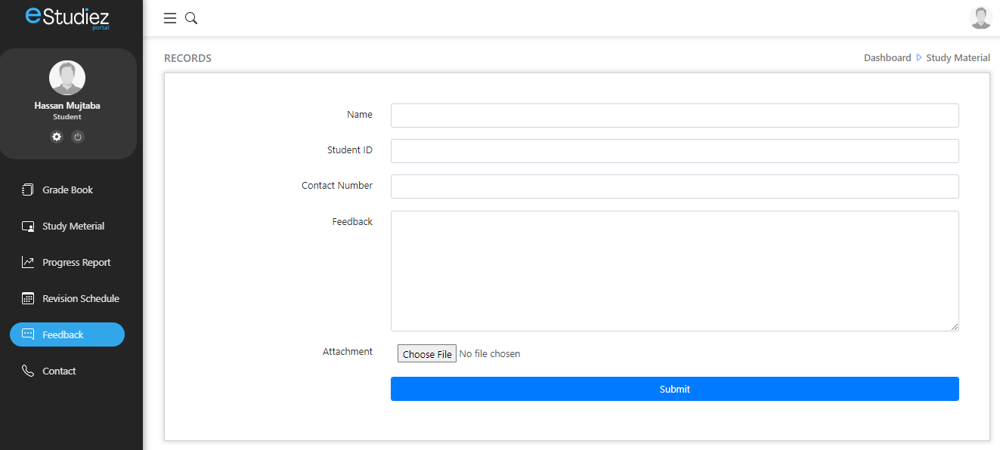 eStudiez
portal
Hassan Mujtaba
Student
Grade Book
Study Meterial
Progress Report
Revision Schedule
Feedback
Contact
RECORDS
Dashboard Study Material
Name
Student ID
Contact Number
Feedback
Attachment
Choose File No file chosen
Submit